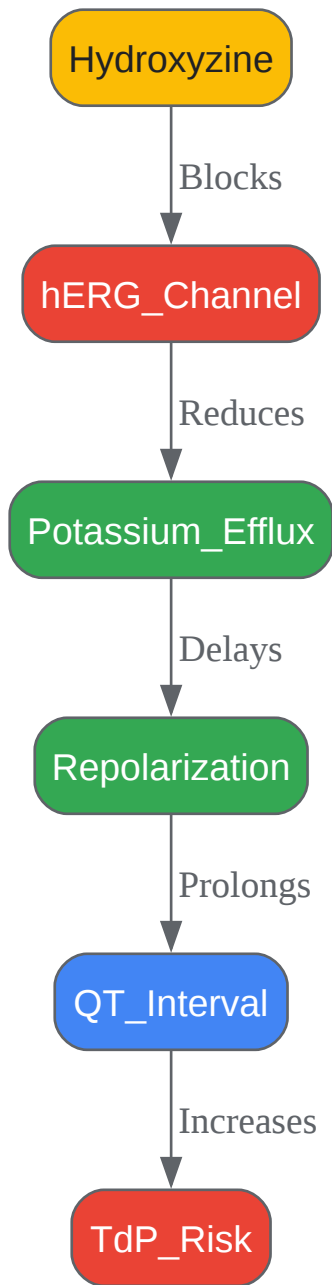 Hydroxyzine
Blocks
hERG_Channel
Reduces
Potassium_Efflux
Delays
Repolarization
Prolongs
QT_Interval
Increases
TdP_Risk